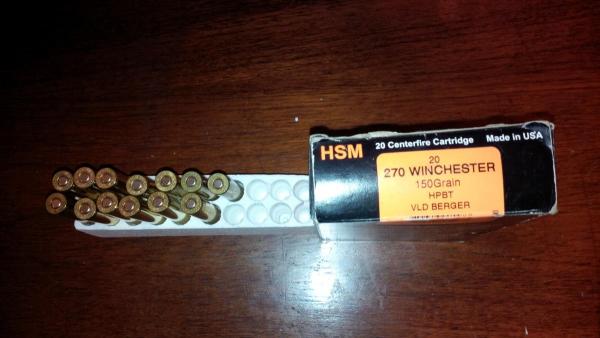 HSM 20 Centerfire Cartridge Made in USA
20
270 WINCHESTER
150Grain
HPBT
VLD BERGER